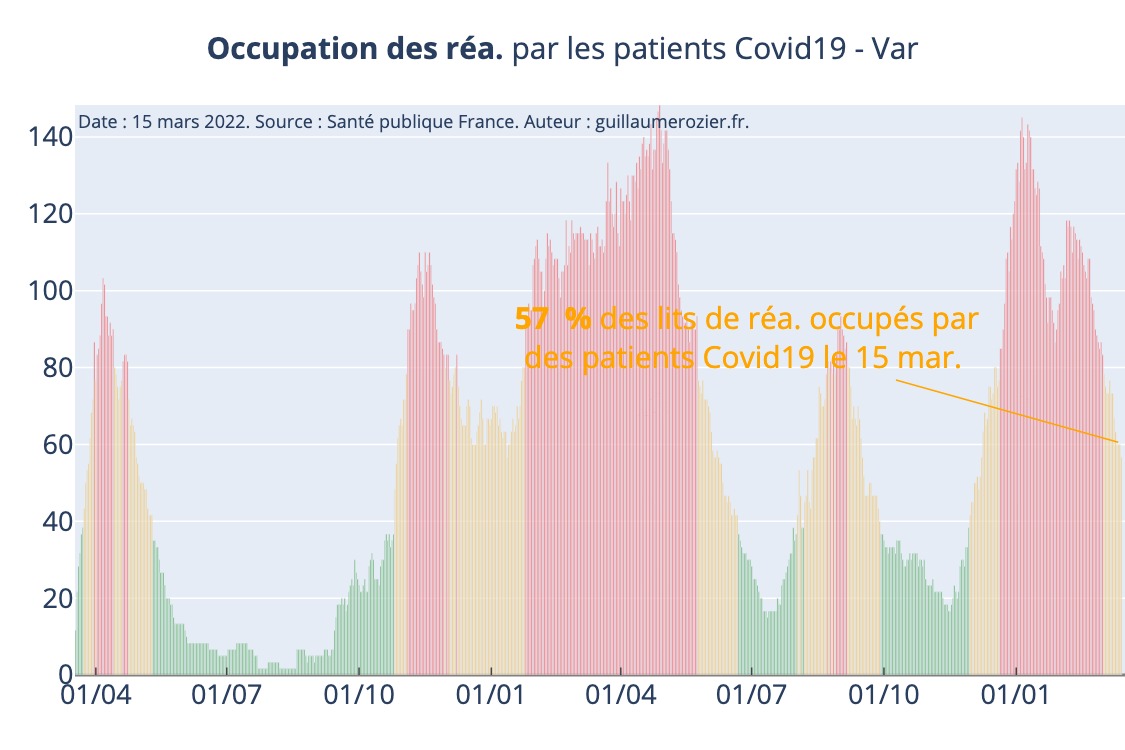 Occupation des réa. par les patients Covid19 - Var
Date : 15 mars 2022. Source : Santé publique France. Auteur : guillaumerozier.fr.
140
120
100
57 % des lits de réa. occupés par
des patients Covid19 le 15 mar.
80
60
40
20
0
01/04 01/07 01/10 01/01 01/04 01/07 01/10 01/01